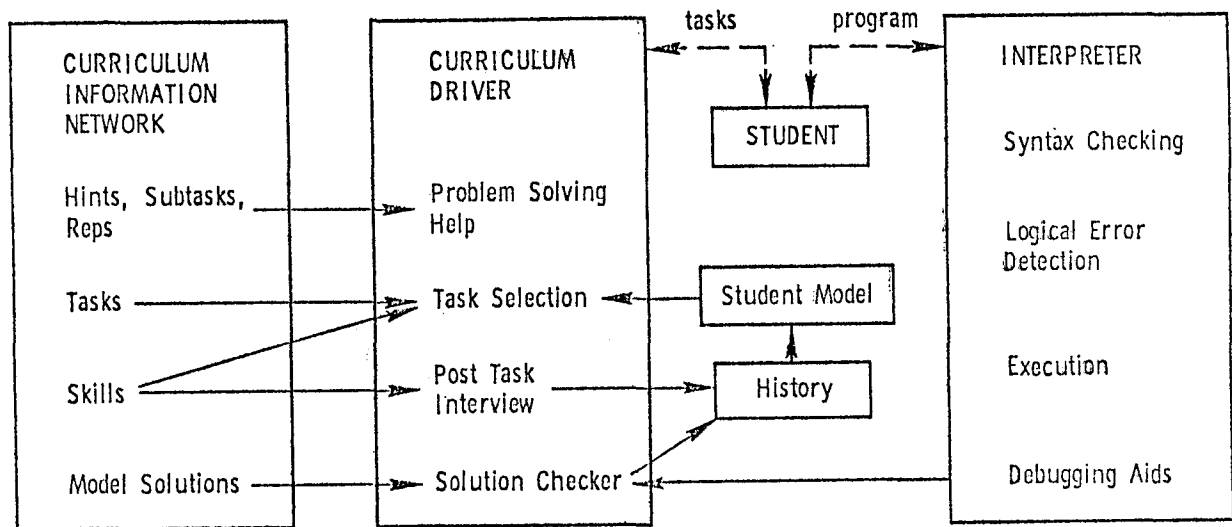 CURRICULUM
INFORMATION
NETWORK
Hints, Subtasks,
Reps
Tasks
Skills
Model Solutions
CURRICULUM
DRIVER
Problem Solving
Help
Task Selection
Post Task
Interview
Solution Checker
tasks
program
STUDENT
Student Model
History
INTERPRETER
Syntax Checking
Logical Error
Detection
Execution
Debugging Aids